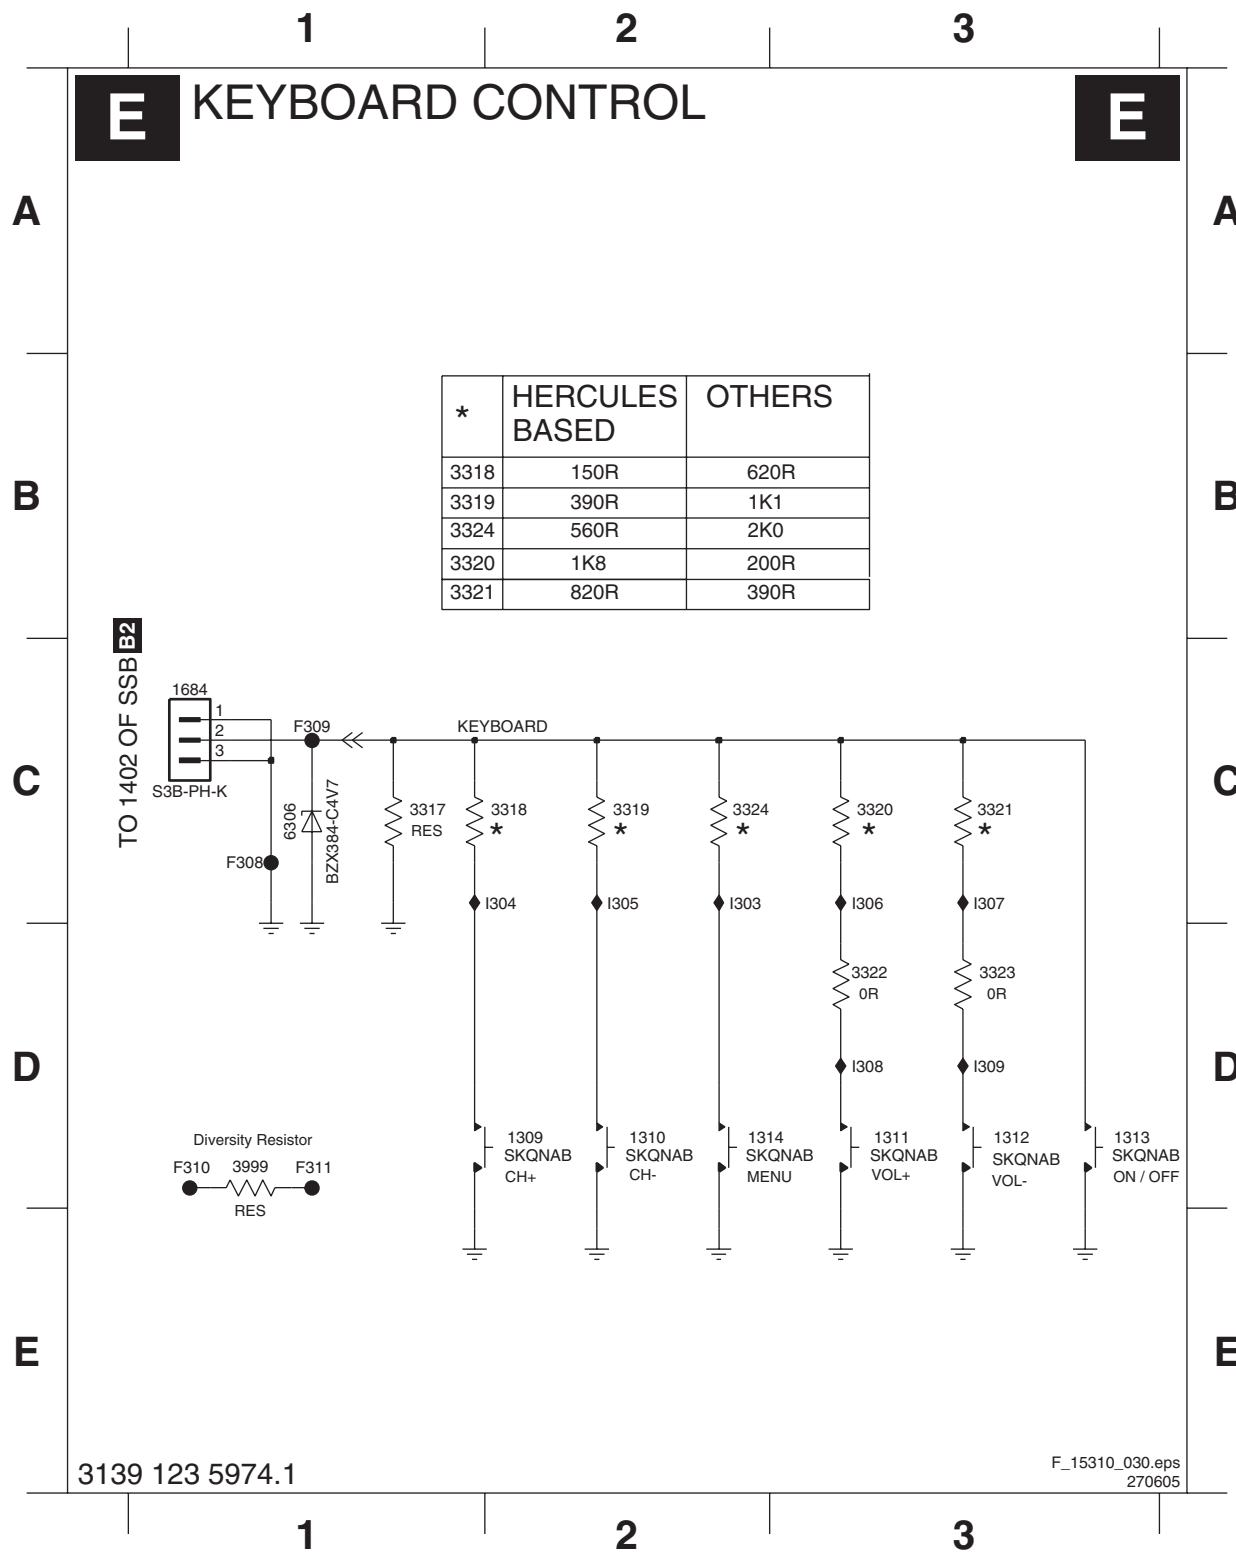 1 2 3
E KEYBOARD CONTROL E
A A
* HERCULES BASED OTHERS
3318 150R 620R
3319 390R 1K1
3324 560R 2K0
3320 1K8 200R
3321 820R 390R
B B
TO 1402 OF SSB B2
1684
1
2
3
S3B-PH-K
F309
KEYBOARD
C C
F308
6306
BZX384-C4V7
3317
RES
3318
*
3319
*
3324
*
3320
*
3321
*
I304 I305 I303 I306 I307
3322
0R
3323
0R
D D
I308 I309
Diversity Resistor
F310 3999 F311
RES
1309
SKQNAB
CH+
1310
SKQNAB
CH-
1314
SKQNAB
MENU
1311
SKQNAB
VOL+
1312
SKQNAB
VOL-
1313
SKQNAB
ON / OFF
E E
3139 123 5974.1
F_15310_030.eps
270605
1 2 3